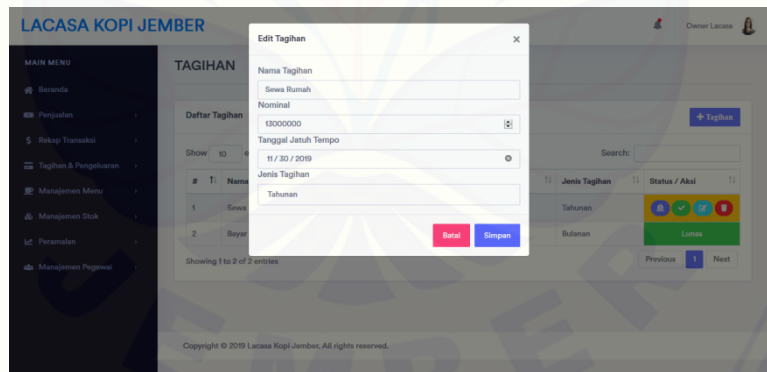 LACASA KOPI JEMBER
Owner Lacasa
MAIN MENU
Beranda
Penjualan
Rekap Transaksi
Tagihan & Pengeluaran
Manajemen Menu
Manajemen Stok
Peramalan
Manajemen Pegawai
TAGIHAN
Daftar Tagihan
+ Tagihan
Show 10
Search:
# Nama Jenis Tagihan Status / Aksi
1 Sewa Tahunan
2 Bayar Bulanan Lunas
Showing 1 to 2 of 2 entries
Previous 1 Next
Edit Tagihan ×
Nama Tagihan
Sewa Rumah
Nominal
13000000
Tanggal Jatuh Tempo
11 / 30 / 2019
Jenis Tagihan
Tahunan
Batal Simpan
Copyright © 2019 Lacasa Kopi Jember. All rights reserved.